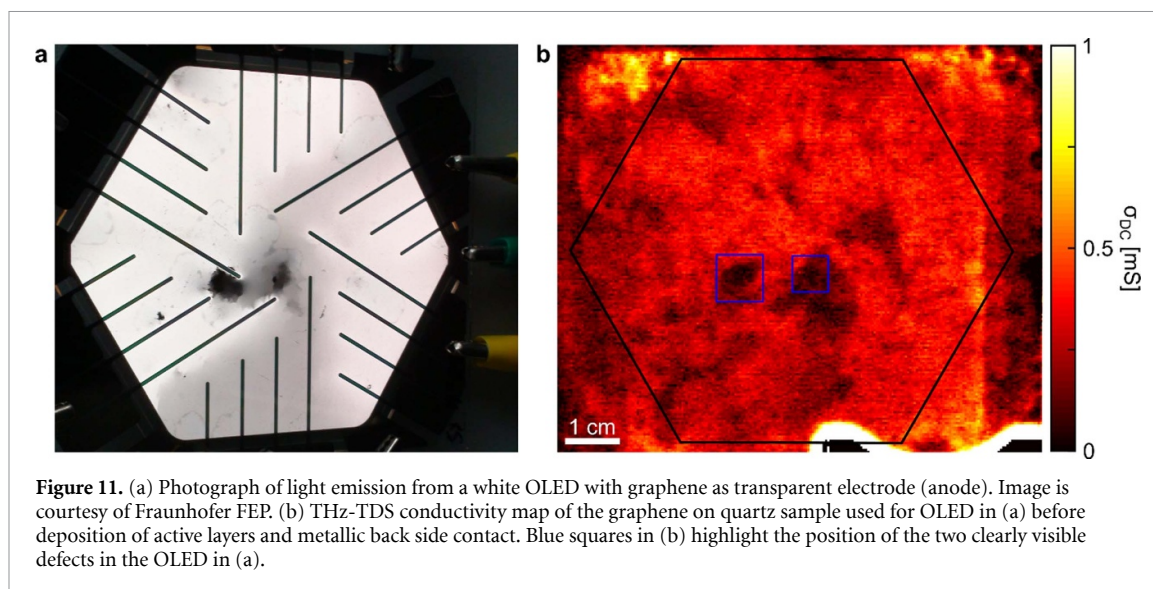 a
b
1
0.5
0
σDC [mS]
1 cm
Figure 11. (a) Photograph of light emission from a white OLED with graphene as transparent electrode (anode). Image is
courtesy of Fraunhofer FEP. (b) THz-TDS conductivity map of the graphene on quartz sample used for OLED in (a) before
deposition of active layers and metallic back side contact. Blue squares in (b) highlight the position of the two clearly visible
defects in the OLED in (a).